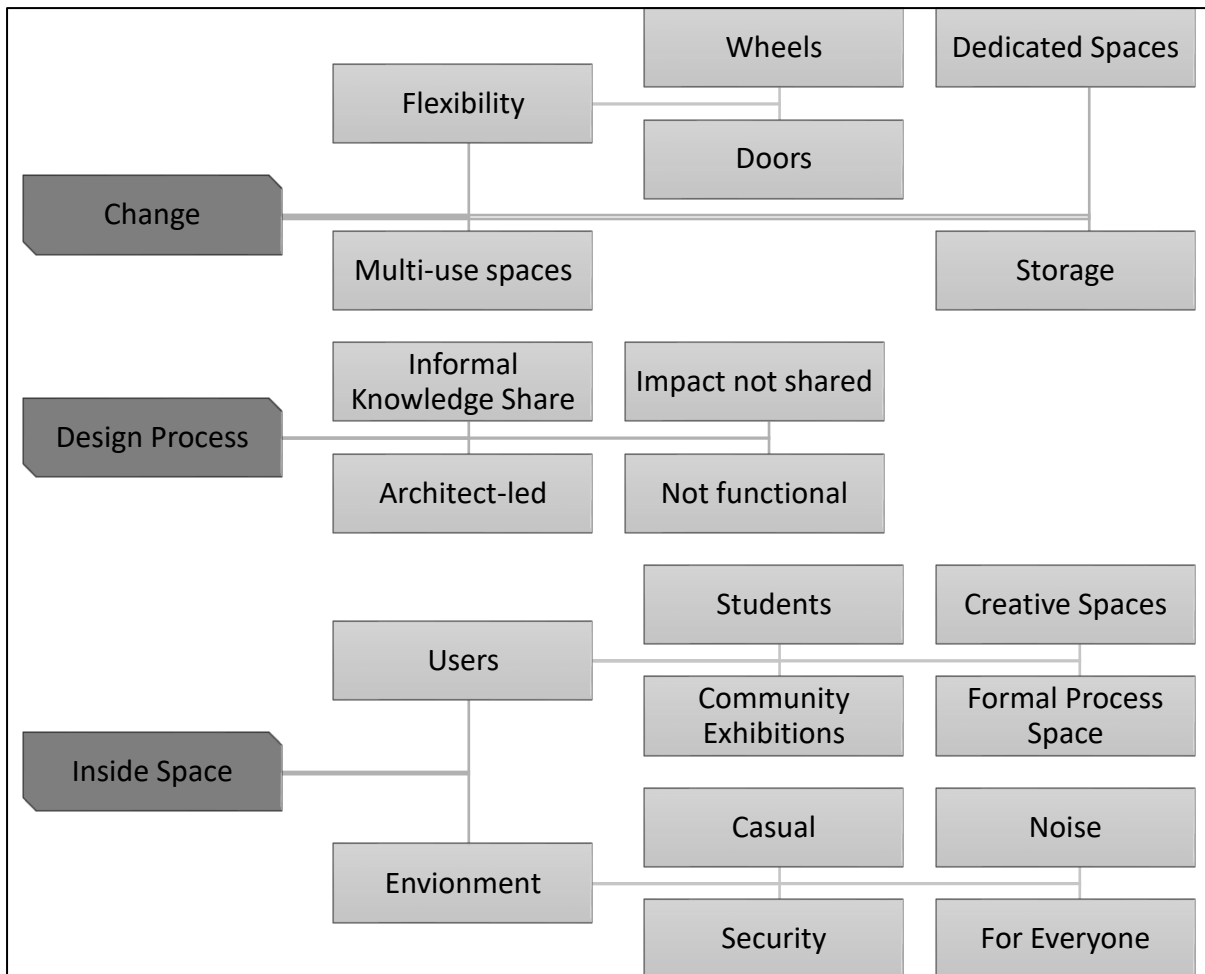 Wheels
Dedicated Spaces
Flexibility
Doors
Change
Multi-use spaces
Storage
Informal
Knowledge Share
Impact not shared
Design Process
Architect-led
Not functional
Students
Creative Spaces
Users
Community
Exhibitions
Formal Process
Space
Inside Space
Casual
Noise
Envionment
Security
For Everyone